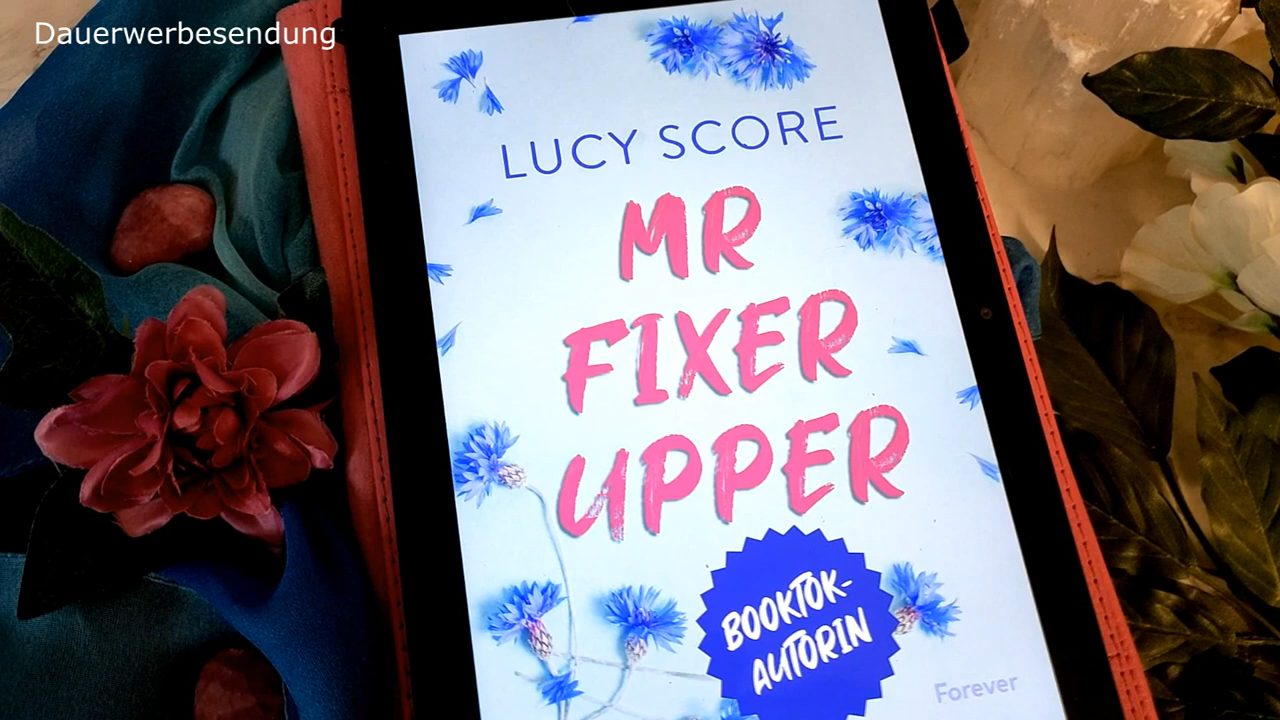 Dauerwerbesendung
LUCY SCORE
MR
FIXER
UPPER
BOOKTOK-
AUTORIN
Forever